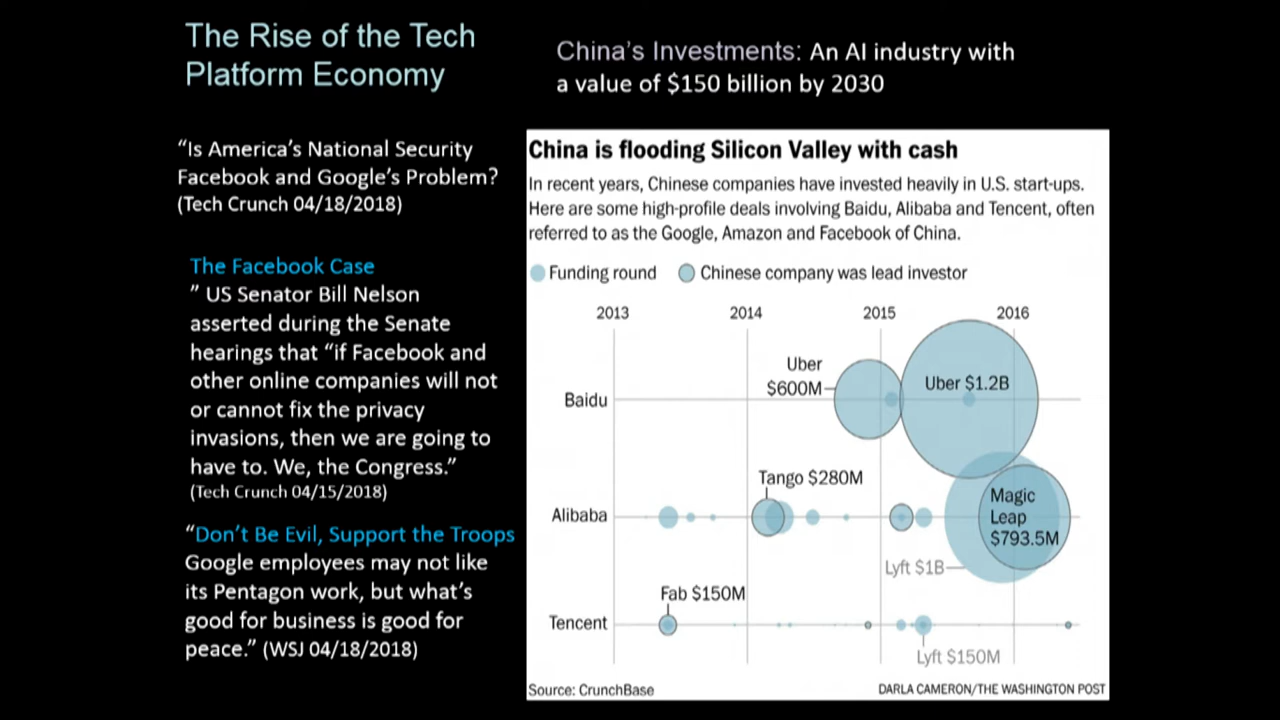 The Rise of the Tech
Platform Economy
"Is America's National Security
Facebook and Google's Problem?
(Tech Crunch 04/18/2018)
The Facebook Case
" US Senator Bill Nelson
asserted during the Senate
hearings that "if Facebook and
other online companies will not
or cannot fix the privacy
invasions, then we are going to
have to. We, the Congress."
(Tech Crunch 04/15/2018)
"Don't Be Evil, Support the Troops
Google employees may not like
its Pentagon work, but what's
good for business is good for
peace." (WSJ 04/18/2018)
China's Investments: An AI industry with
a value of $150 billion by 2030
China is flooding Silicon Valley with cash
In recent years, Chinese companies have invested heavily in U.S. start-ups.
Here are some high-profile deals involving Baidu, Alibaba and Tencent, often
referred to as the Google, Amazon and Facebook of China.
Funding round Chinese company was lead investor
2013 2014 2015 2016
Uber
$600M
Uber $1.2B
Baidu
Tango $280M
Alibaba
Magic
Leap
$793.5M
Lyft $1B
Fab $150M
Tencent
Lyft $150M
Source: CrunchBase DARLA CAMERON/THE WASHINGTON POST